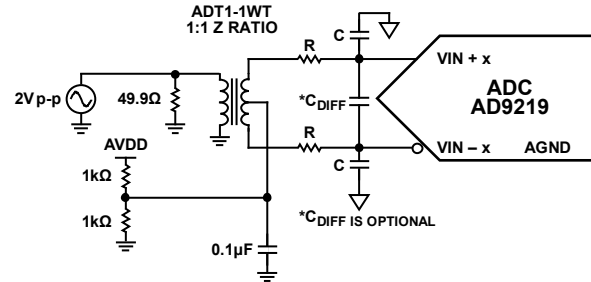 ADT1-1WT
1:1 Z RATIO
C
R
VIN + x
2V p-p
49.9Ω
*CDIFF
ADC
AD9219
AVDD
R
C
VIN – x
AGND
1kΩ
1kΩ
*CDIFF IS OPTIONAL
0.1µF